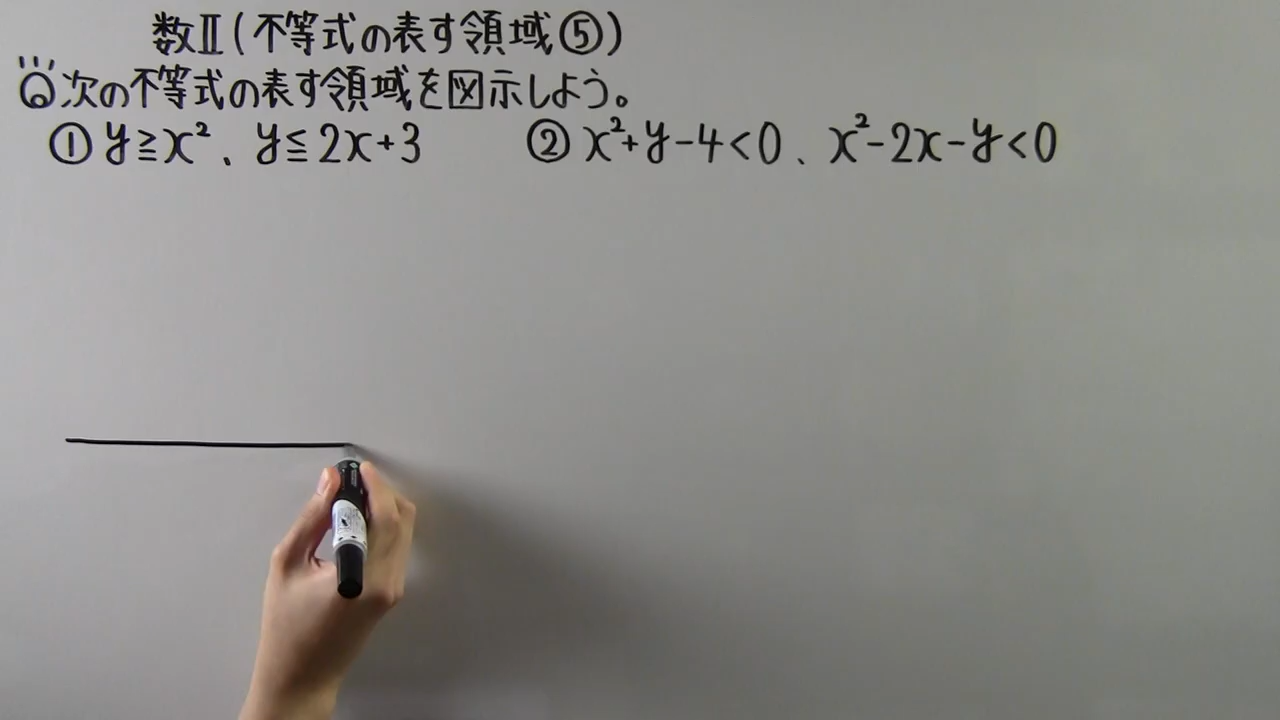 数Ⅱ(不等式の表す領域⑤)
Q次の不等式の表す領域を図示しよう。
① y≧x²、y≦2x+3 ② x²+y-4<0、x²-2x-y<0